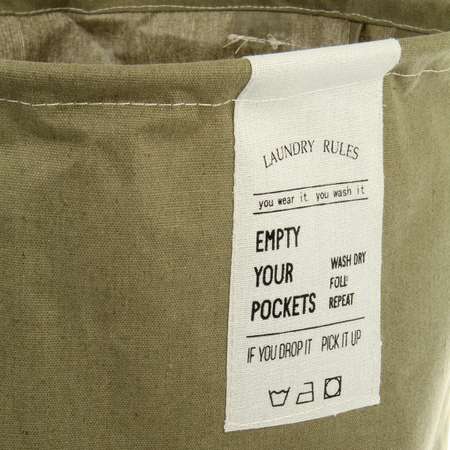 LAUNDRY RULES
you wear it. you wash it
EMPTY
YOUR
POCKETS
WASH DRY
FOLL
REPEAT
IF YOU DROP IT PICK IT UP